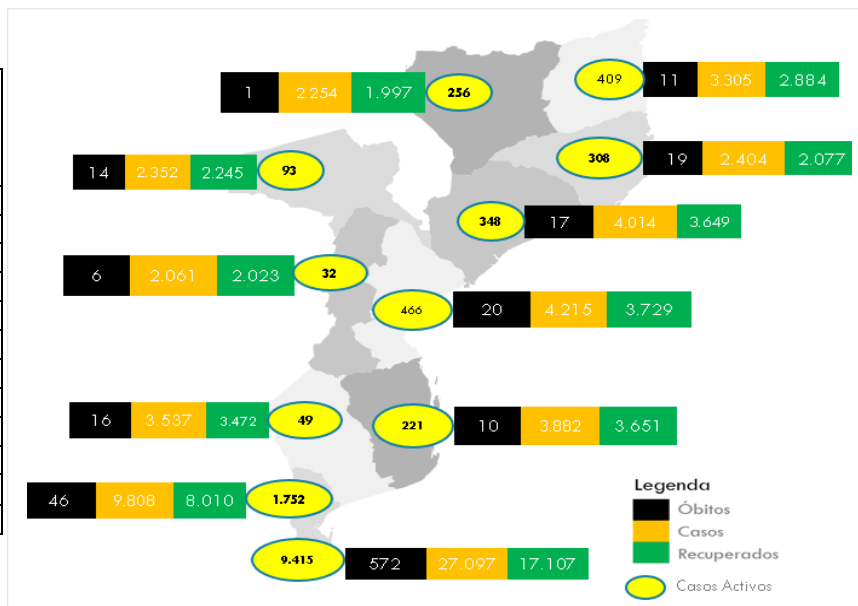 409 11 3.305 2.884
1 2.254 1.997 256
308 19 2.404 2.077
14 2.352 2.245 93
348 17 4.014 3.649
6 2.061 2.023 32
466 20 4.215 3.729
16 3.537 3.472 49
221 10 3.882 3.651
46 9.808 8.010 1.752
9.415 572 27.097 17.107
Legenda
Óbitos
Casos
Recuperados
Casos Activos